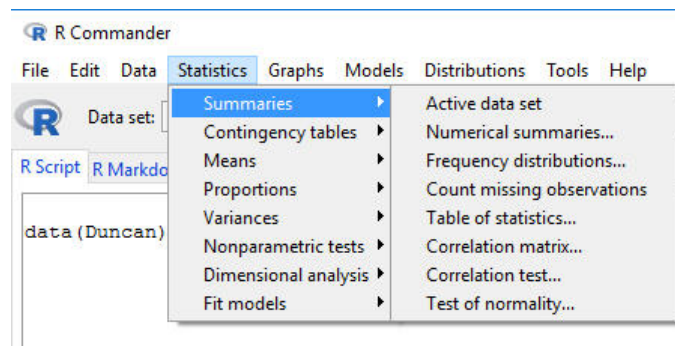 R Commander
File Edit Data Statistics Graphs Models Distributions Tools Help
R Data set:
R Script R Markdo
data(Duncan)
Summaries
Contingency tables
Means
Proportions
Variances
Nonparametric tests
Dimensional analysis
Fit models
Active data set
Numerical summaries...
Frequency distributions...
Count missing observations
Table of statistics...
Correlation matrix...
Correlation test...
Test of normality...